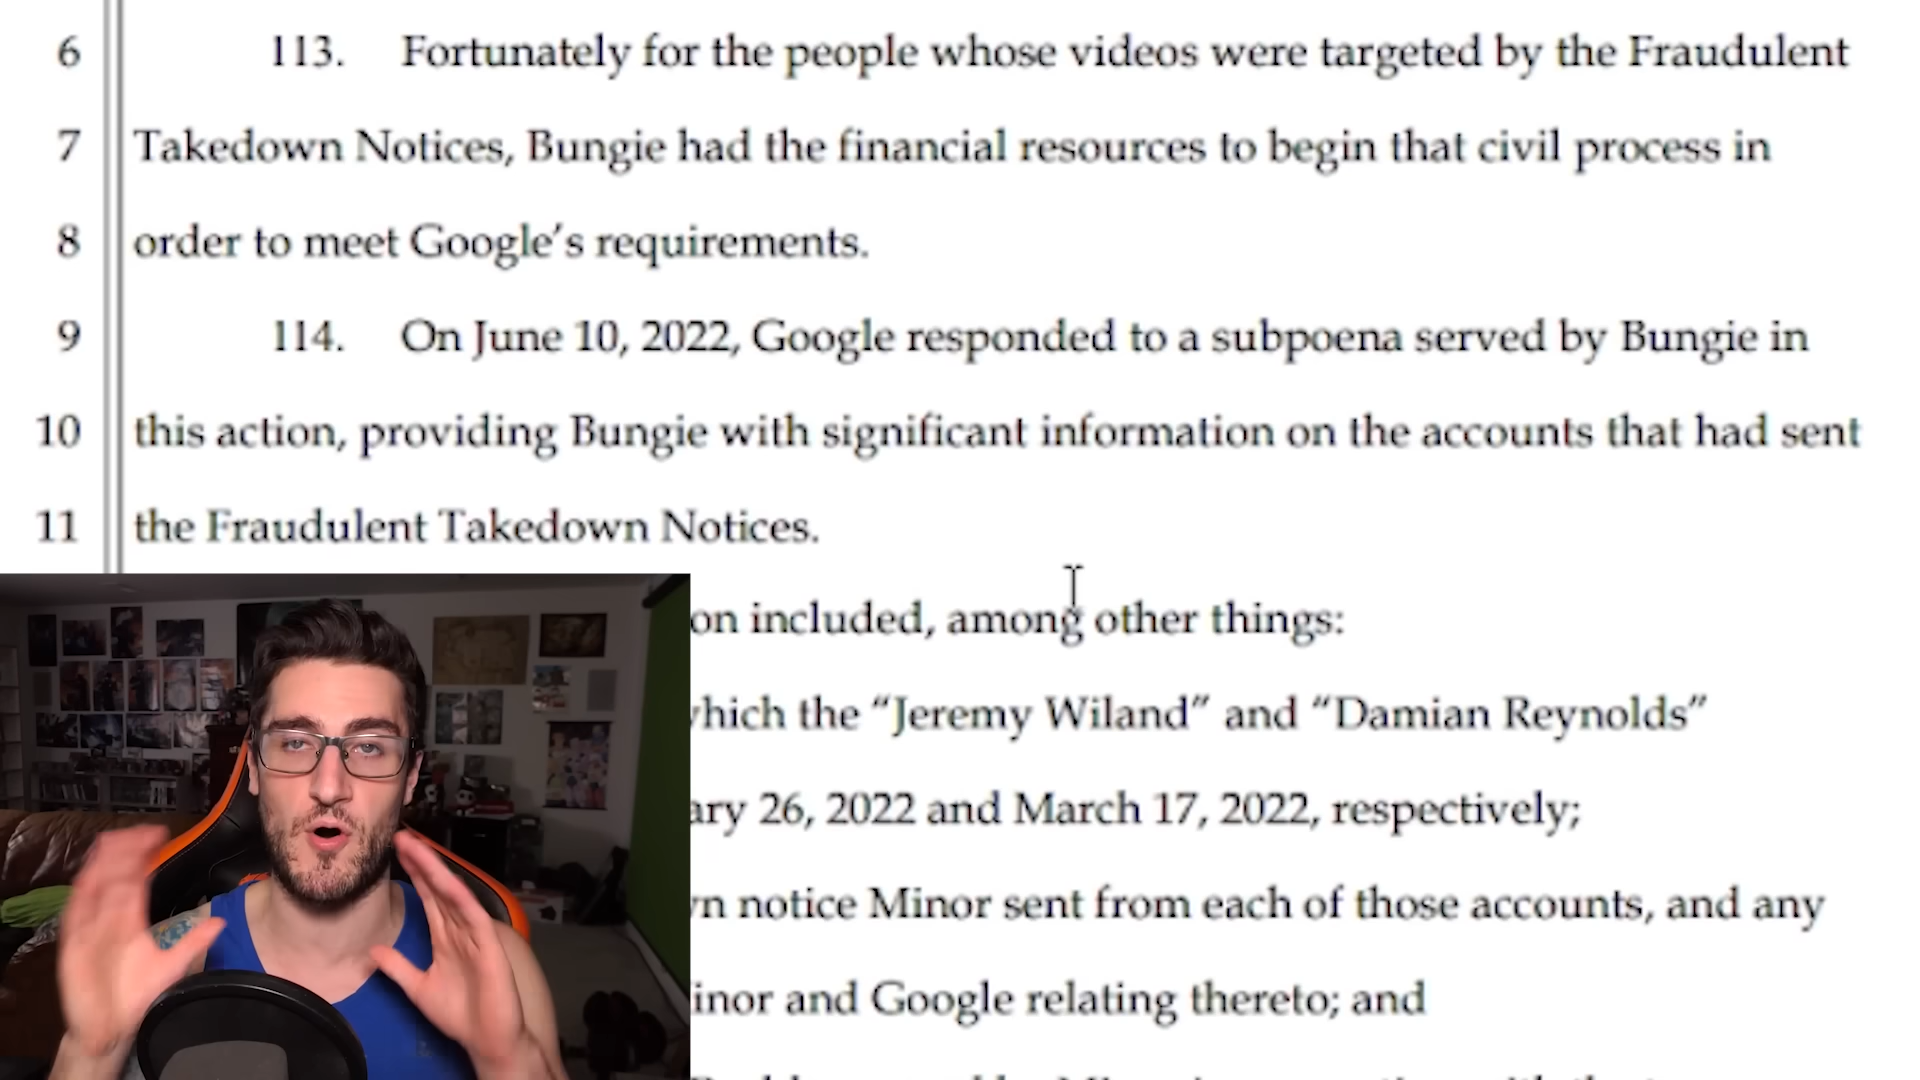 6 113. Fortunately for the people whose videos were targeted by the Fraudulent
7 Takedown Notices, Bungie had the financial resources to begin that civil process in
8 order to meet Google’s requirements.
9 114. On June 10, 2022, Google responded to a subpoena served by Bungie in
10 this action, providing Bungie with significant information on the accounts that had sent
11 the Fraudulent Takedown Notices.
on included, among other things:
which the “Jeremy Wiland” and “Damian Reynolds”
ary 26, 2022 and March 17, 2022, respectively;
notice Minor sent from each of those accounts, and any
inor and Google relating thereto; and